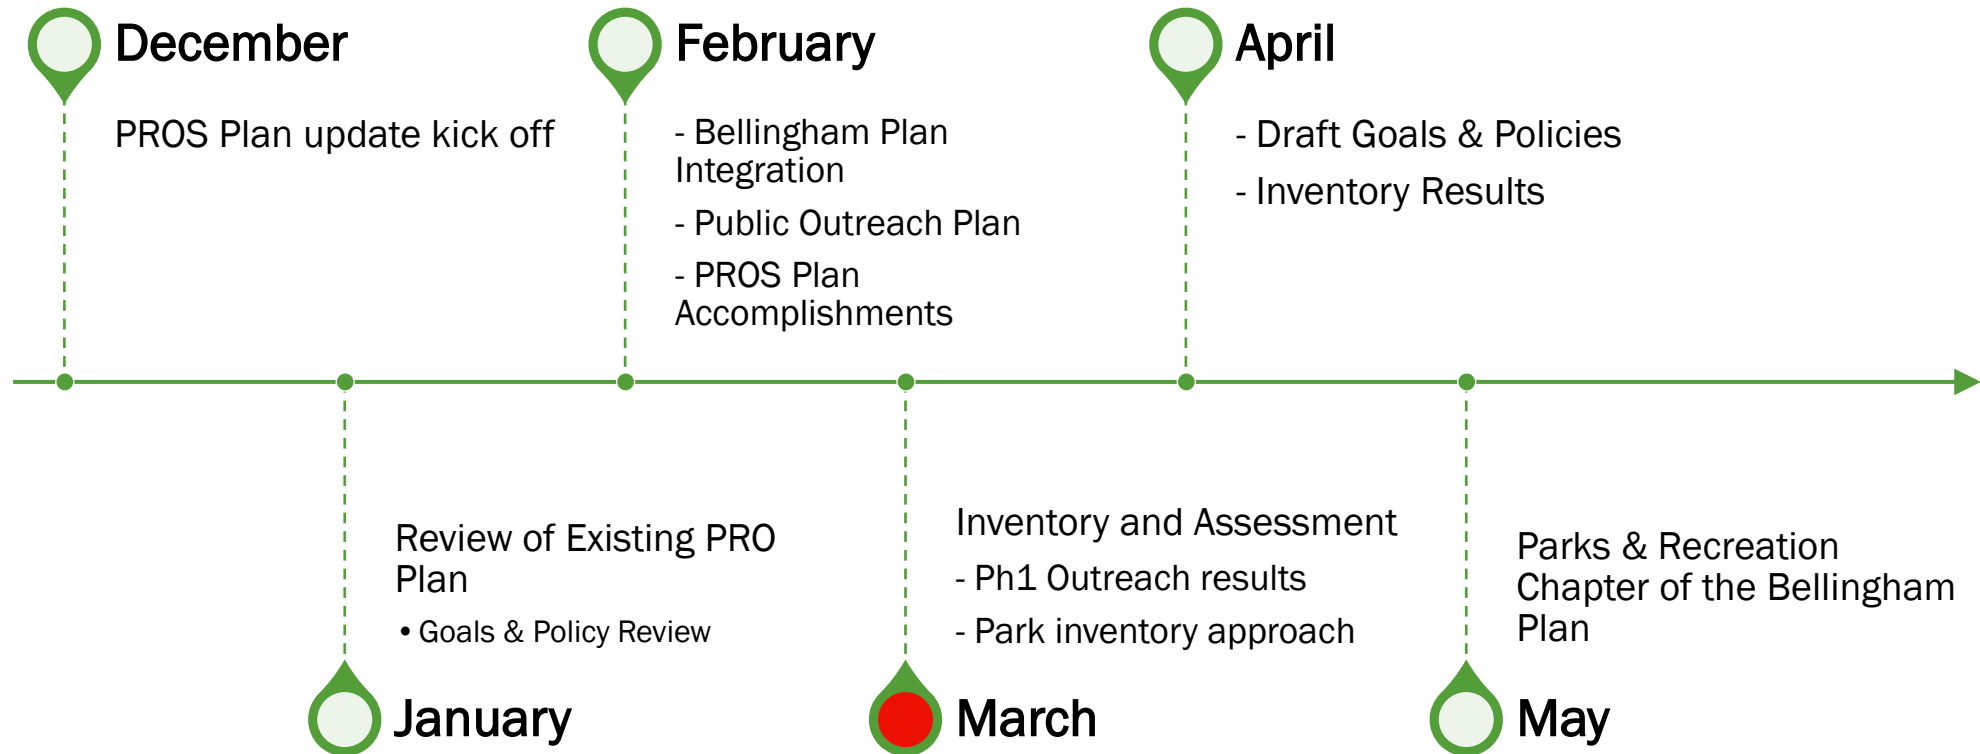 December
PROS Plan update kick off
February
- Bellingham Plan
Integration
- Public Outreach Plan
- PROS Plan
Accomplishments
April
- Draft Goals & Policies
- Inventory Results
Review of Existing PRO
Plan
• Goals & Policy Review
January
Inventory and Assessment
- Ph1 Outreach results
- Park inventory approach
March
Parks & Recreation
Chapter of the Bellingham
Plan
May